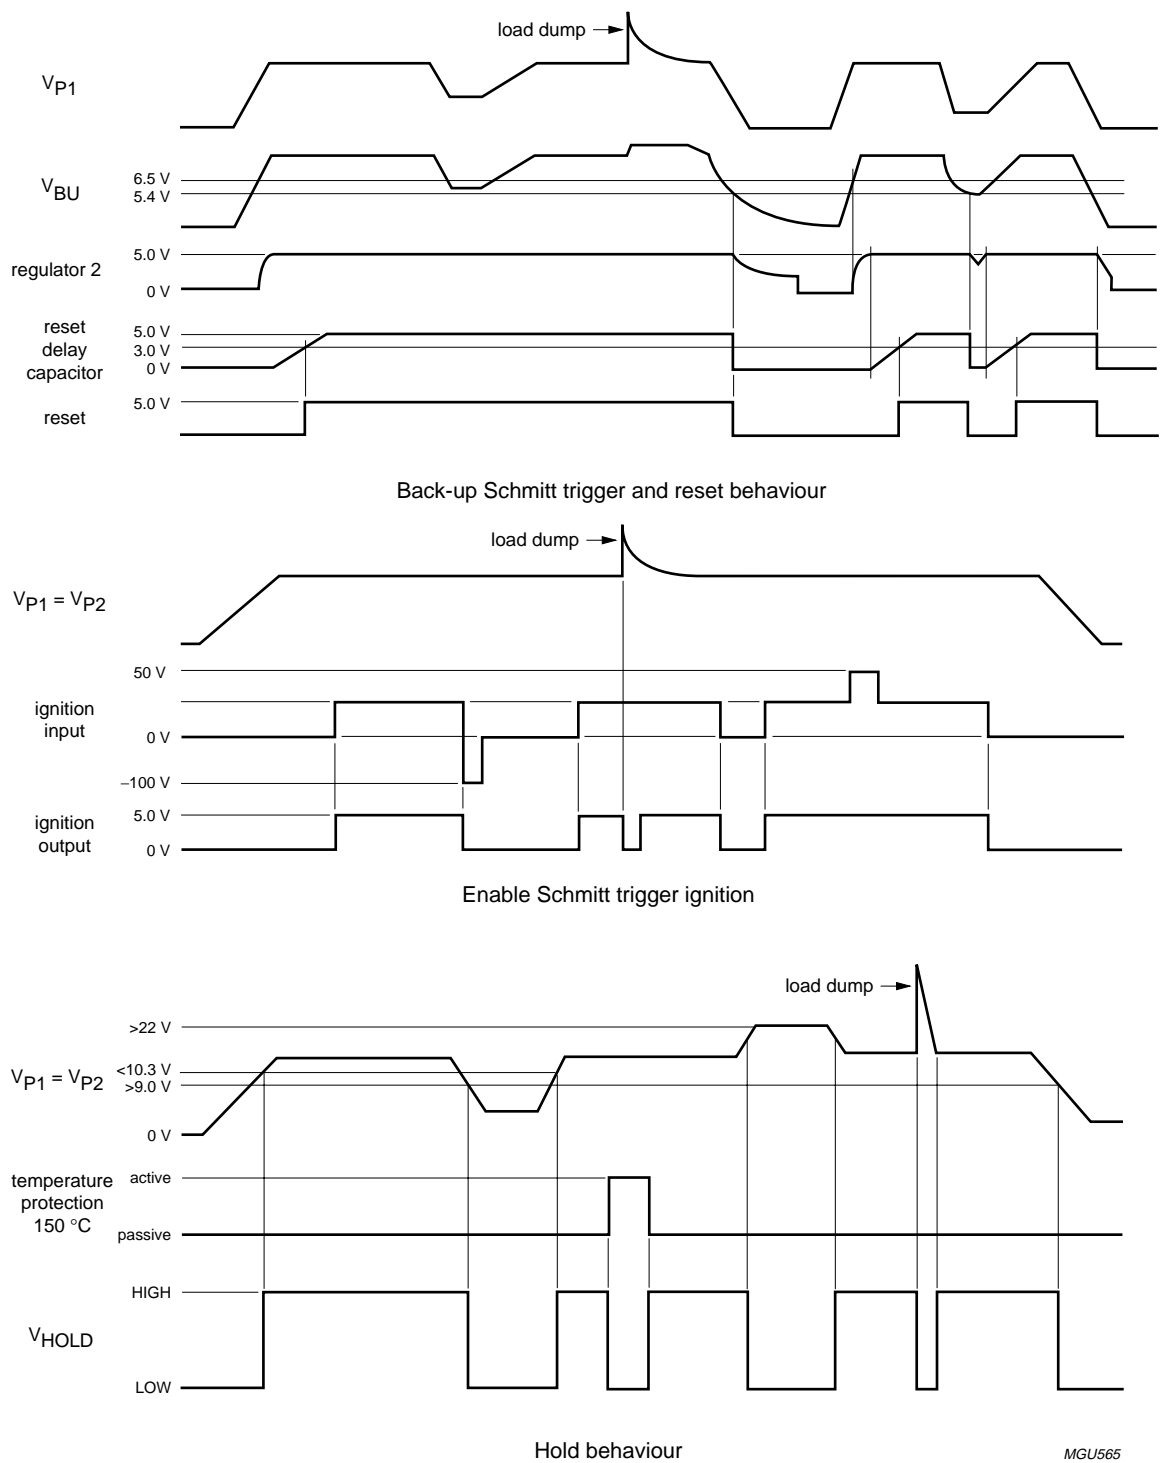 load dump
VP1
VBU
6.5 V
5.4 V
regulator 2
5.0 V
0 V
reset
delay
capacitor
5.0 V
3.0 V
0 V
reset
5.0 V
Back-up Schmitt trigger and reset behaviour
load dump
VP1 = VP2
50 V
ignition
input
0 V
−100 V
ignition
output
5.0 V
0 V
Enable Schmitt trigger ignition
load dump
>22 V
VP1 = VP2
<10.3 V
>9.0 V
0 V
temperature
protection
150 °C
active
passive
HIGH
VHOLD
LOW
Hold behaviour
MGU565